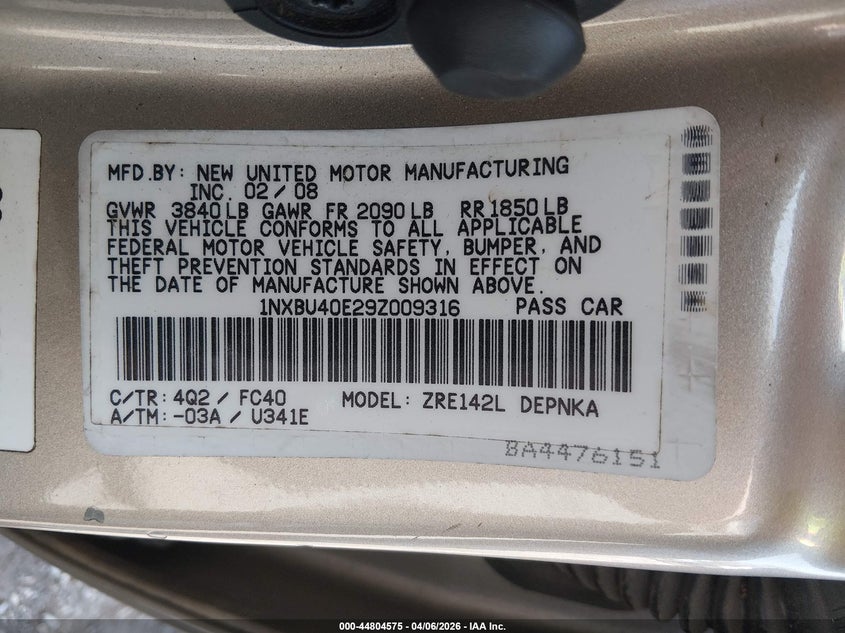 MFD.BY: NEW UNITED MOTOR MANUFACTURING
INC. 02/08
GVWR 3840LB GAWR FR 2090LB RR1850LB
THIS VEHICLE CONFORMS TO ALL APPLICABLE
FEDERAL MOTOR VEHICLE SAFETY, BUMPER, AND
THEFT PREVENTION STANDARDS IN EFFECT ON
THE DATE OF MANUFACTURE SHOWN ABOVE.
1NXBU40E29Z009316 PASS CAR
C/TR: 4Q2 / FC40 MODEL: ZRE142L DEPNKA
A/TM: -03A / U341E
BA4476151
000-44804575 - 04/06/2026 - IAA Inc.